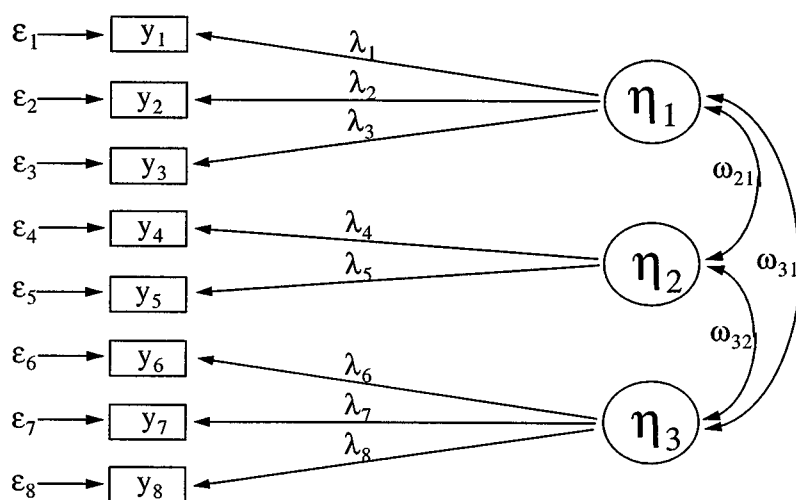 ε₁ y₁ λ₁
ε₂ y₂ λ₂ η₁
ε₃ y₃ λ₃
ω₂₁
ε₄ y₄ λ₄
ε₅ y₅ λ₅ η₂ ω₃₁
ω₃₂
ε₆ y₆ λ₆
ε₇ y₇ λ₇ η₃
ε₈ y₈ λ₈